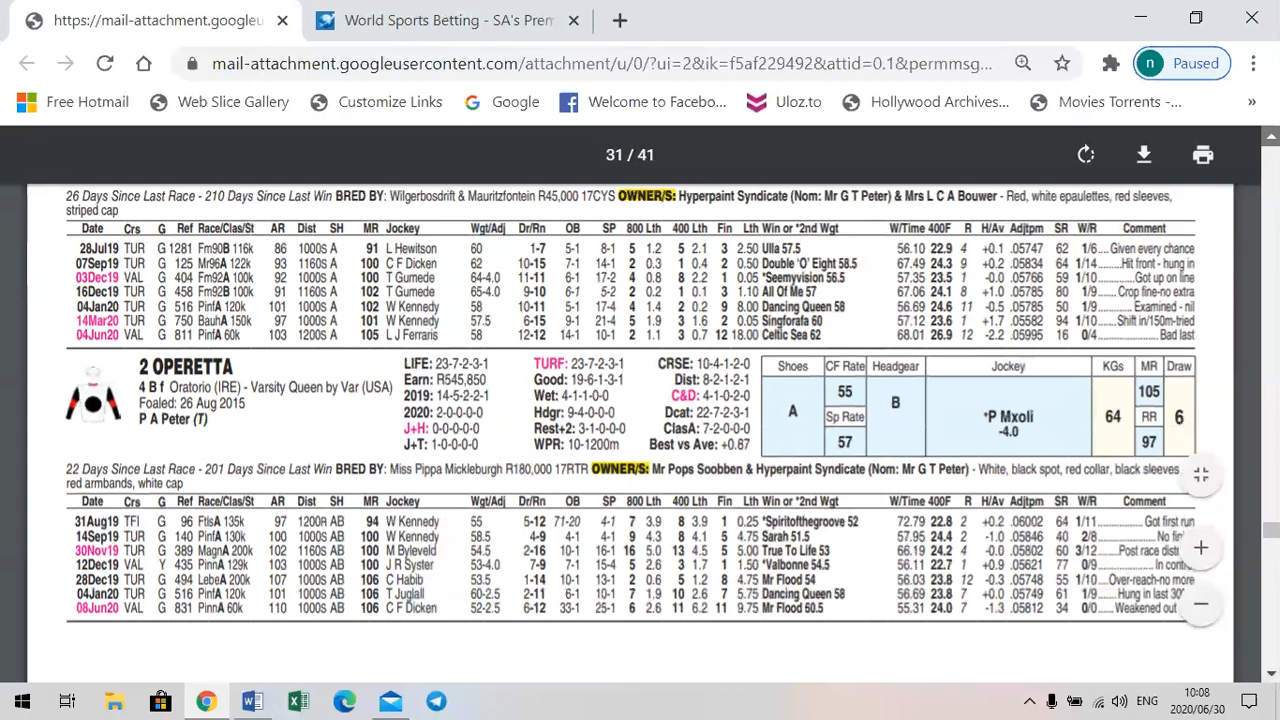 https://mail-attachment.googleu
World Sports Betting - SA's Prem
mail-attachment.googleusercontent.com/attachment/u/0/?ui=2&ik=f5af229492&attid=0.1&permmsg...
n Paused
Free Hotmail Web Slice Gallery Customize Links Google Welcome to Facebo... Uloz.to Hollywood Archives... Movies Torrents -... »
31 / 41
26 Days Since Last Race - 210 Days Since Last Win BRED BY: Wilgerbosdrift & Mauritzfontein R45,000 17CYS OWNER/S: Hyperpaint Syndicate (Nom: Mr G T Peter) & Mrs L C A Bouwer - Red, white epaulettes, red sleeves,
striped cap
Date Crs G Ref Race/Clas/St AR Dist SH MR Jockey Wgt/Adj Dr/Rn OB SP 800 Lth 400 Lth Fin Lth Win or *2nd Wgt W/Time 400F R H/Av Adjtpm SR W/R Comment
28Jul19 TUR G 1281 Fm90B 116k 86 1000S A 91 L Hewitson 60 1-7 5-1 8-1 5 1.2 5 2.1 3 2.50 Ulla 57.5 56.10 22.9 4 +0.1 .05747 62 1/6 .... Given every chance
07Sep19 TUR G 125 Mr96A 122k 93 1160S A 100 C F Dicken 62 10-15 7-1 14-1 2 0.3 1 0.4 2 0.50 Double 'O' Eight 58.5 67.49 24.3 9 +0.2 .05834 64 1/14 ....Hit front - hung in
03Dec19 VAL G 404 Fm92A 100k 92 1000S A 100 T Gumede 64-4.0 11-11 6-1 17-2 4 0.8 8 2.2 1 0.05 *Seemyvision 56.5 57.35 23.5 1 -0.0 .05766 59 1/10 ...........Got up on line
16Dec19 TUR G 458 Fm92B 100k 91 1160S A 102 T Gumede 65-4.0 9-10 6-1 5-2 2 0.2 1 0.1 3 1.10 All Of Me 57 67.06 24.1 8 +1.0 .05785 80 1/9 .... Crop fine-no extra
04Jan20 TUR G 516 PinfA 120k 101 1000S A 102 W Kennedy 58 10-11 5-1 17-4 4 1.4 2 0.2 9 8.00 Dancing Queen 58 56.69 24.6 11 -0.5 .05785 50 1/9 ........ Examined - nil
14Mar20 TUR G 750 BauhA 150k 97 1000S A 101 W Kennedy 57.5 6-15 9-1 21-4 5 1.9 3 1.6 2 0.05 Singforafa 60 57.12 23.6 1 +1.7 .05582 94 1/10 ... Shift in/150m-tried
04Jun20 VAL G 811 PinnA 60k 103 1200S A 105 L J Ferraris 58 12-12 14-1 10-1 2 1.1 3 0.7 12 18.00 Celtic Sea 62 68.01 26.9 12 -2.2 .05995 16 0/4 ................. Bad last
2 OPERETTA
4 B f Oratorio (IRE) - Varsity Queen by Var (USA)
Foaled: 26 Aug 2015
P A Peter (T)
LIFE: 23-7-2-3-1 TURF: 23-7-2-3-1 CRSE: 10-4-1-2-0
Earn: R545,850 Good: 19-6-1-3-1 Dist: 8-2-1-2-1
2019: 14-5-2-2-1 Wet: 4-1-1-0-0 C&D: 4-1-0-2-0
2020: 2-0-0-0-0 Hdgr: 9-4-0-0-0 Dcat: 22-7-2-3-1
J+H: 0-0-0-0-0 Rest+2: 3-1-0-0-0 ClasA: 7-2-0-0-0
J+T: 1-0-0-0-0 WPR: 10-1200m Best vs Ave: +0.87
Shoes CF Rate Headgear Jockey KGs MR Draw
A 55 B *P Mxoli -4.0 64 105 6
Sp Rate RR
57 97
22 Days Since Last Race - 201 Days Since Last Win BRED BY: Miss Pippa Mickleburgh R180,000 17RTR OWNER/S: Mr Pops Soobben & Hyperpaint Syndicate (Nom: Mr G T Peter) - White, black spot, red collar, black sleeves
red armbands, white cap
Date Crs G Ref Race/Clas/St AR Dist SH MR Jockey Wgt/Adj Dr/Rn OB SP 800 Lth 400 Lth Fin Lth Win or *2nd Wgt W/Time 400F R H/Av Adjtpm SR W/R Comment
31Aug19 TFI G 96 FtlsA 135k 97 1200R AB 94 W Kennedy 55 5-12 71-20 4-1 7 3.9 8 3.9 1 0.25 *Spiritofthegroove 52 72.79 22.8 2 +0.2 .06002 64 1/11 ........ Got first run
14Sep19 TUR G 140 PinfA 130k 96 1000S AB 100 W Kennedy 58.5 4-9 4-1 4-1 9 4.3 8 4.1 5 4.75 Sarah 51.5 57.95 24.4 2 -1.0 .05846 40 2/8 .................. No fin
30Nov19 TUR G 389 MagnA 200k 102 1160S AB 100 M Byleveld 54.5 2-16 10-1 16-1 16 5.0 13 4.5 5 1.30 True To Life 53 66.19 24.2 4 -0.0 .05802 60 3/12 ...... Post race distr
12Dec19 VAL Y 435 PinnA 129k 103 1000S AB 100 J R Syster 53-4.0 7-9 7-1 15-4 5 2.6 3 1.7 1 1.50 *Valbonne 54.5 56.11 22.7 1 +0.9 .05621 77 0/9 ............. In contr
28Dec19 TUR G 494 LebeA 200k 107 1000S AB 106 C Habib 53.5 1-14 10-1 13-1 2 0.6 5 1.2 8 4.75 Mr Flood 54 56.03 23.8 12 -0.3 .05748 55 1/10 .... Over-reach-no more
04Jan20 TUR G 516 PinfA 120k 101 1000S AB 106 T Juglall 60-2.5 2-11 6-1 10-1 7 1.9 10 2.6 7 5.75 Dancing Queen 58 56.69 23.8 7 +0.0 .05749 61 1/9 ..... Hung in last 30
08Jun20 VAL G 831 PinnA 60k 110 1000S AB 106 C F Dicken 52-2.5 6-12 33-1 25-1 6 2.6 11 6.2 11 9.75 Mr Flood 60.5 55.31 24.0 7 -1.3 .05812 34 0/0 ..... Weakened out
ENG 10:08
2020/06/30